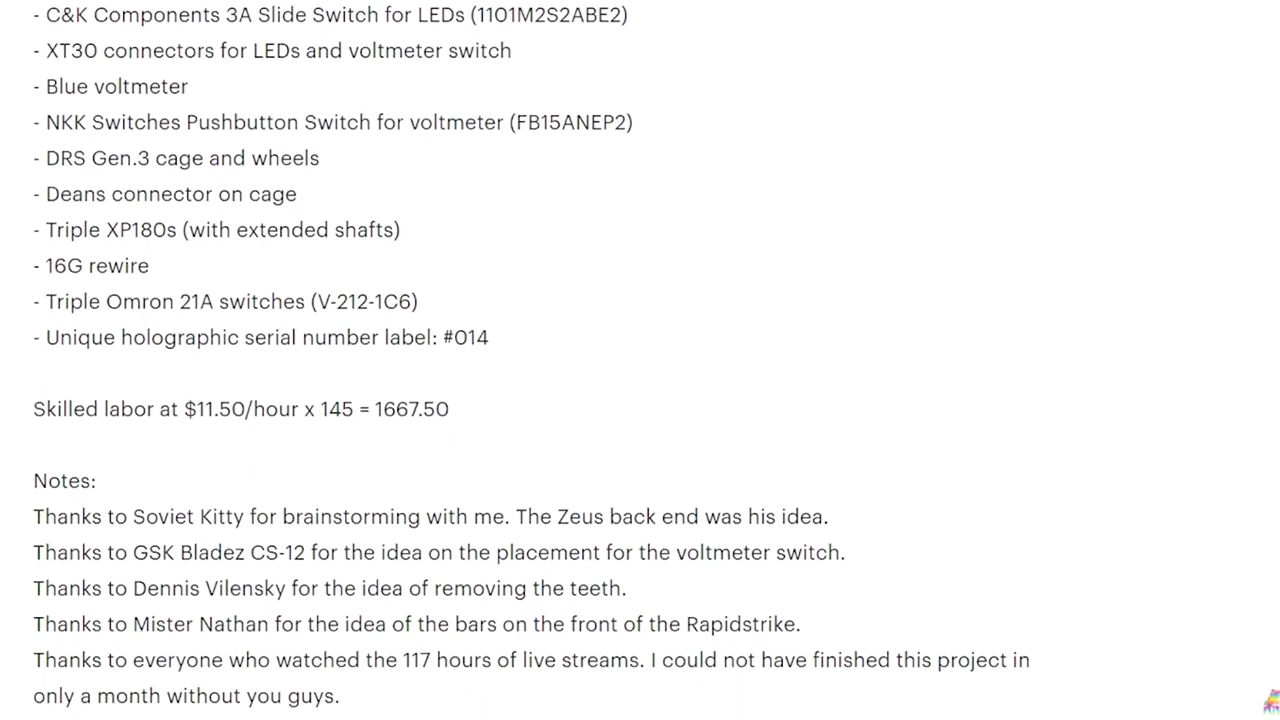 - C&K Components 3A Slide Switch for LEDs (1101M2S2ABE2)
- XT30 connectors for LEDs and voltmeter switch
- Blue voltmeter
- NKK Switches Pushbutton Switch for voltmeter (FB15ANEP2)
- DRS Gen.3 cage and wheels
- Deans connector on cage
- Triple XP180s (with extended shafts)
- 16G rewire
- Triple Omron 21A switches (V-212-1C6)
- Unique holographic serial number label: #014
Skilled labor at $11.50/hour x 145 = 1667.50
Notes:
Thanks to Soviet Kitty for brainstorming with me. The Zeus back end was his idea.
Thanks to GSK Bladez CS-12 for the idea on the placement for the voltmeter switch.
Thanks to Dennis Vilensky for the idea of removing the teeth.
Thanks to Mister Nathan for the idea of the bars on the front of the Rapidstrike.
Thanks to everyone who watched the 117 hours of live streams. I could not have finished this project in
only a month without you guys.